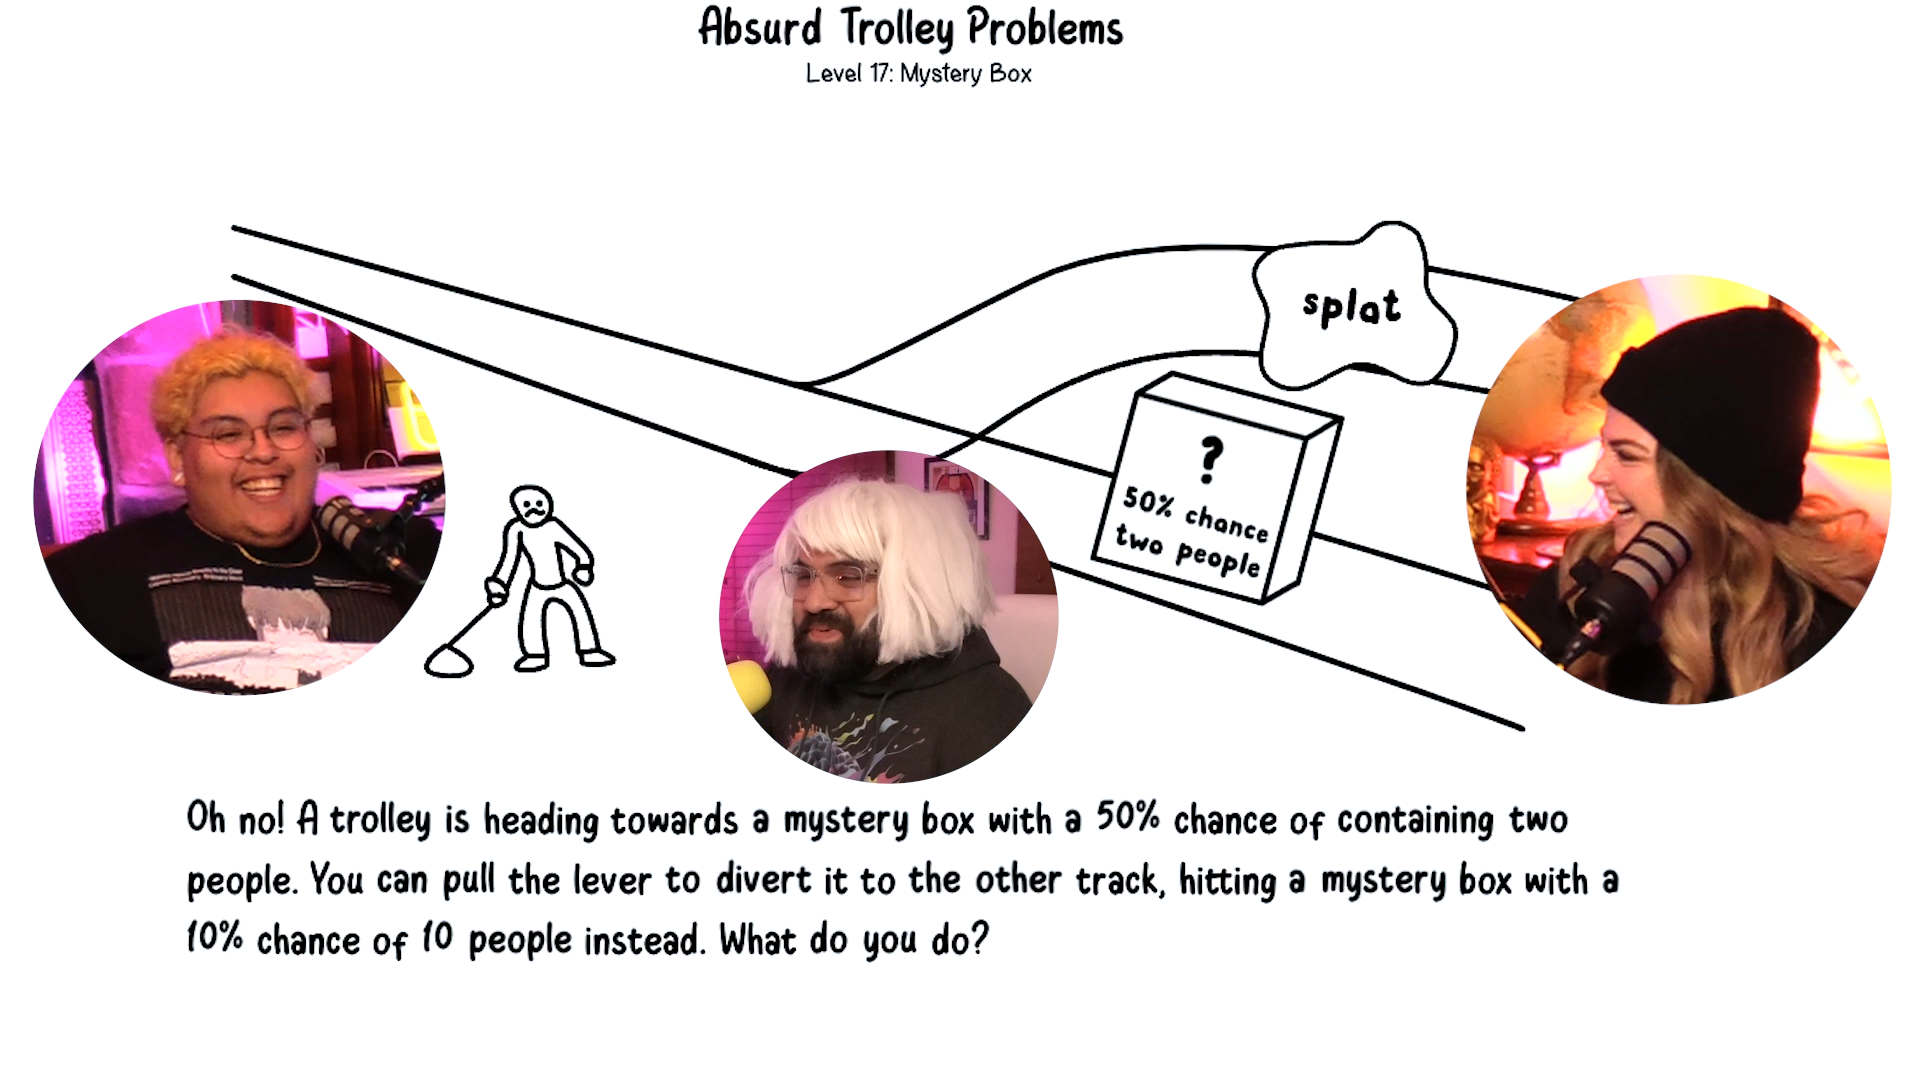 Absurd Trolley Problems
Level 17: Mystery Box
splat
?
50% chance
two people
Oh no! A trolley is heading towards a mystery box with a 50% chance of containing two
people. You can pull the lever to divert it to the other track, hitting a mystery box with a
10% chance of 10 people instead. What do you do?